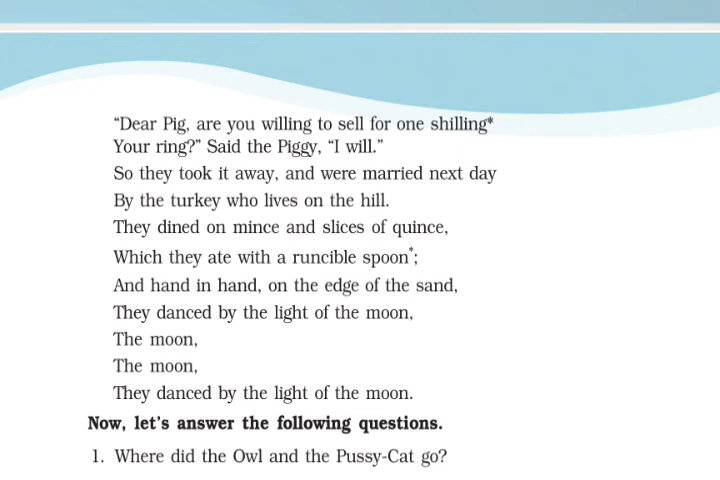 “Dear Pig, are you willing to sell for one shilling*
Your ring?” Said the Piggy, “I will.”
So they took it away, and were married next day
By the turkey who lives on the hill.
They dined on mince and slices of quince,
Which they ate with a runcible spoon*;
And hand in hand, on the edge of the sand,
They danced by the light of the moon,
The moon,
The moon,
They danced by the light of the moon.
Now, let’s answer the following questions.
1. Where did the Owl and the Pussy-Cat go?